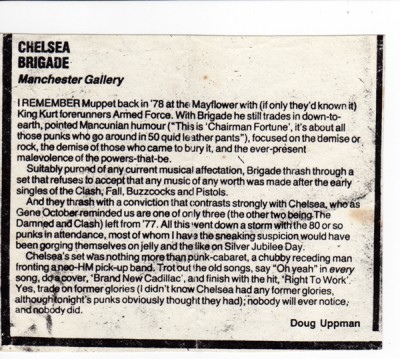 CHELSEA
BRIGADE
Manchester Gallery
I REMEMBER Muppet back in '78 at the Mayflower with (if only they'd known it)
King Kurt forerunners Armed Force. With Brigade he still trades in down-to-
earth, pointed Mancunian humour ("This is 'Chairman Fortune', it's about all
those punks who go around in 50 quid leather pants"), focused on the demise or
rock, the demise of those who came to bury it, and the ever-present
malevolence of the powers-that-be.
Suitably purged of any current musical affectation, Brigade thrash through a
set that refuses to accept that any music of any worth was made after the early
singles of the Clash, Fall, Buzzcocks and Pistols.
And they thrash with a conviction that contrasts strongly with Chelsea, who as
Gene October reminded us are one of only three (the other two being The
Damned and Clash) left from '77. All this went down a storm with the 80 or so
punks in attendance, most of whom I have the sneaking suspicion would have
been gorging themselves on jelly and the like on Silver Jubilee Day.
Chelsea's set was nothing more than punk-cabaret, a chubby receding man
fronting a neo-HM pick-up band. Trot out the old songs, say "Oh yeah" in every
song, do a cover, 'Brand New Cadillac', and finish with the hit, 'Right To Work'.
Yes, trade on former glories (I didn't know Chelsea had any former glories,
although tonight's punks obviously thought they had); nobody will ever notice,
and nobody did.
Doug Uppman